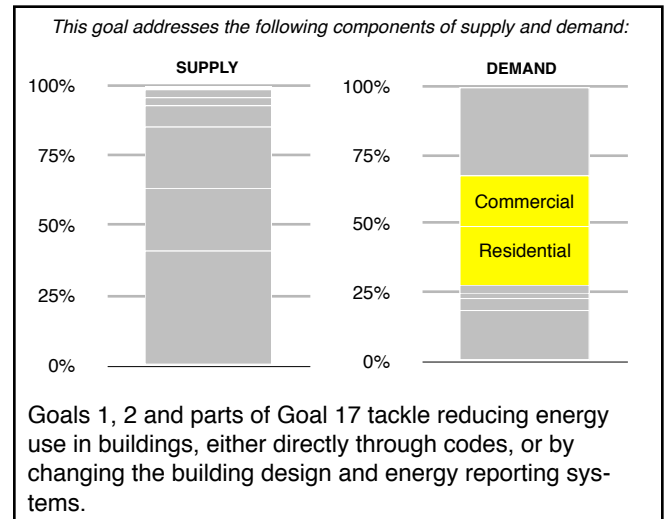 This goal addresses the following components of supply and demand:
SUPPLY
100%
75%
50%
25%
0%
DEMAND
100%
75%
50%
25%
0%
Commercial
Residential
Goals 1, 2 and parts of Goal 17 tackle reducing energy
use in buildings, either directly through codes, or by
changing the building design and energy reporting sys-
tems.